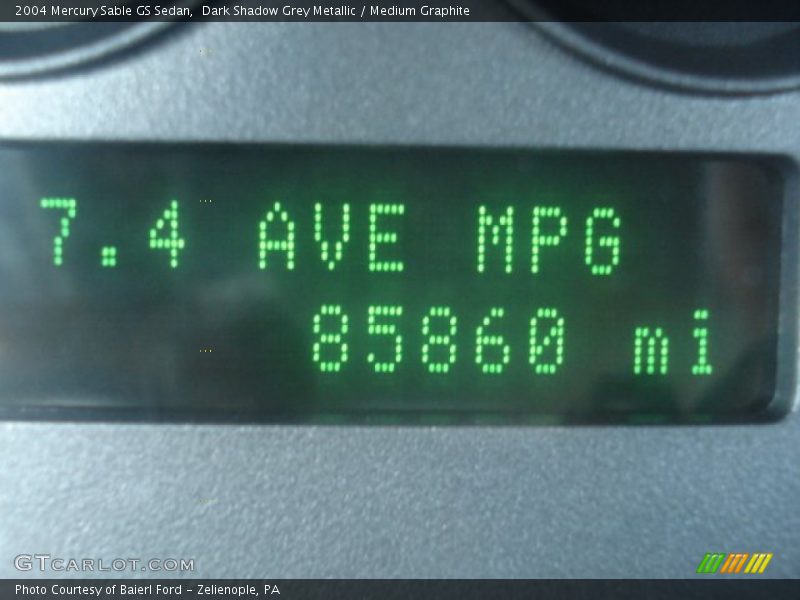 2004 Mercury Sable GS Sedan,  Dark Shadow Grey Metallic / Medium Graphite
7.4 AVE MPG
85860 mi
GTCARLOT.COM
Photo Courtesy of Baierl Ford - Zelienople, PA